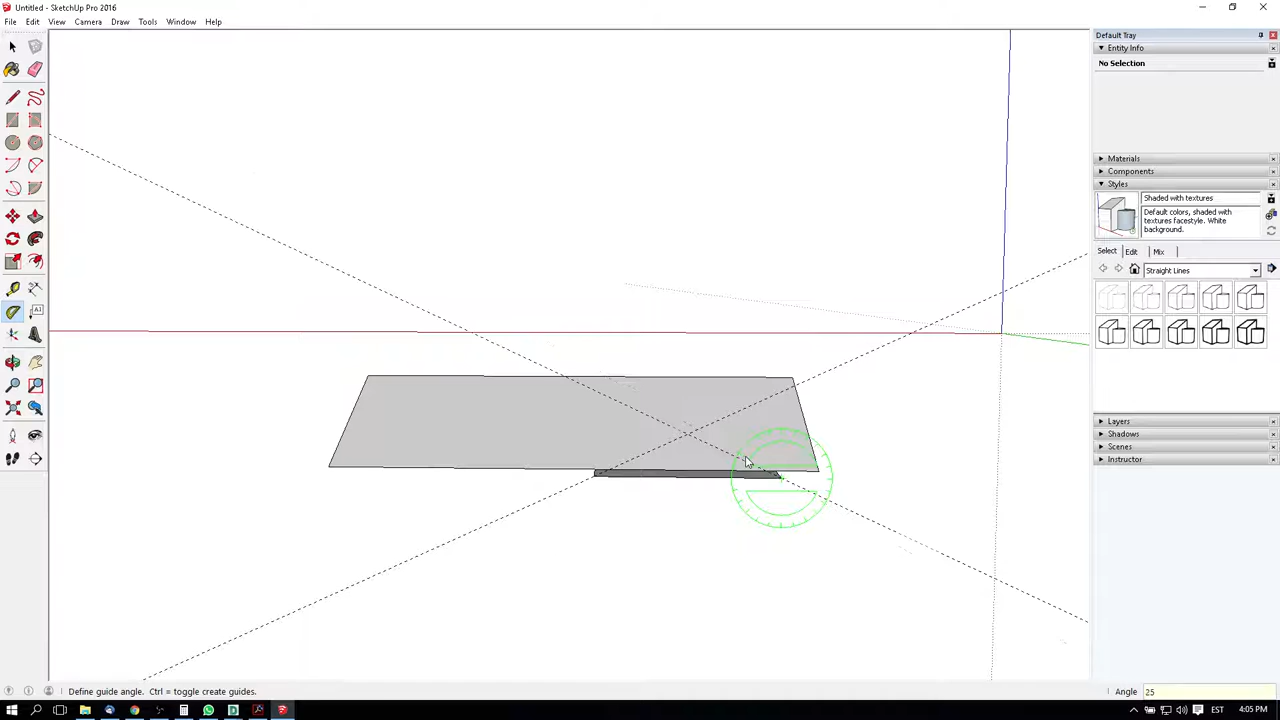 Untitled - SketchUp Pro 2016
File Edit View Camera Draw Tools Window Help
Default Tray
Entity Info
No Selection
Materials
Components
Styles
Shaded with textures
Default colors, shaded with
textures facestyle. White
background.
Select Edit Mix
Straight Lines
Layers
Shadows
Scenes
Instructor
Define guide angle. Ctrl = toggle create guides.
Angle 25
EST 4:05 PM